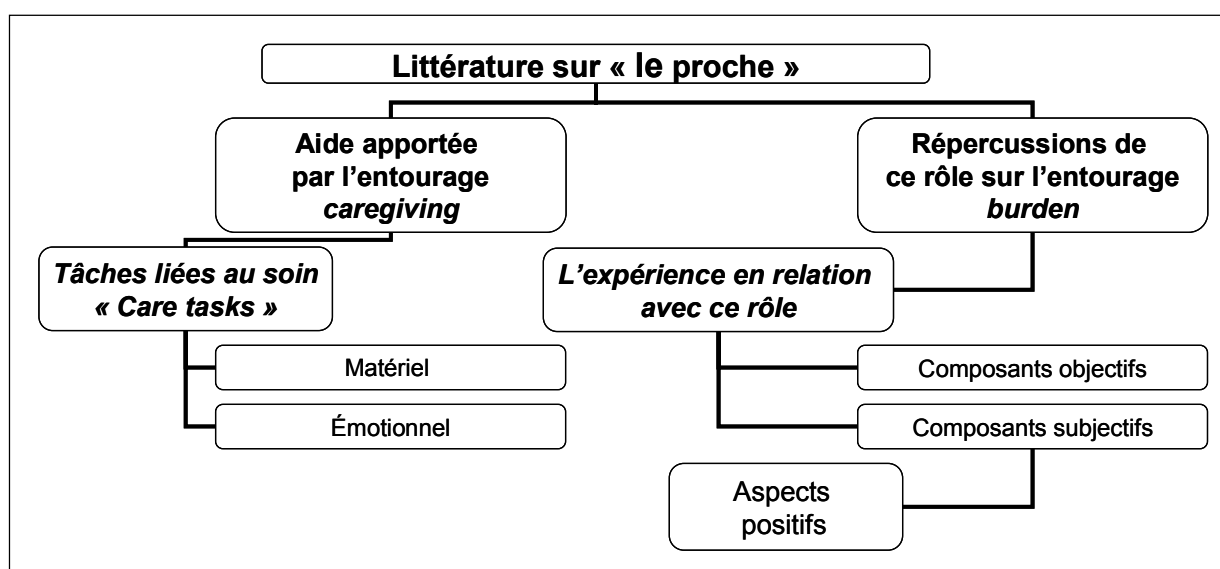 Littérature sur « le proche »
Aide apportée
par l'entourage
caregiving
Répercussions de
ce rôle sur l'entourage
burden
Tâches liées au soin
« Care tasks »
L'expérience en relation
avec ce rôle
Matériel
Composants objectifs
Émotionnel
Composants subjectifs
Aspects
positifs